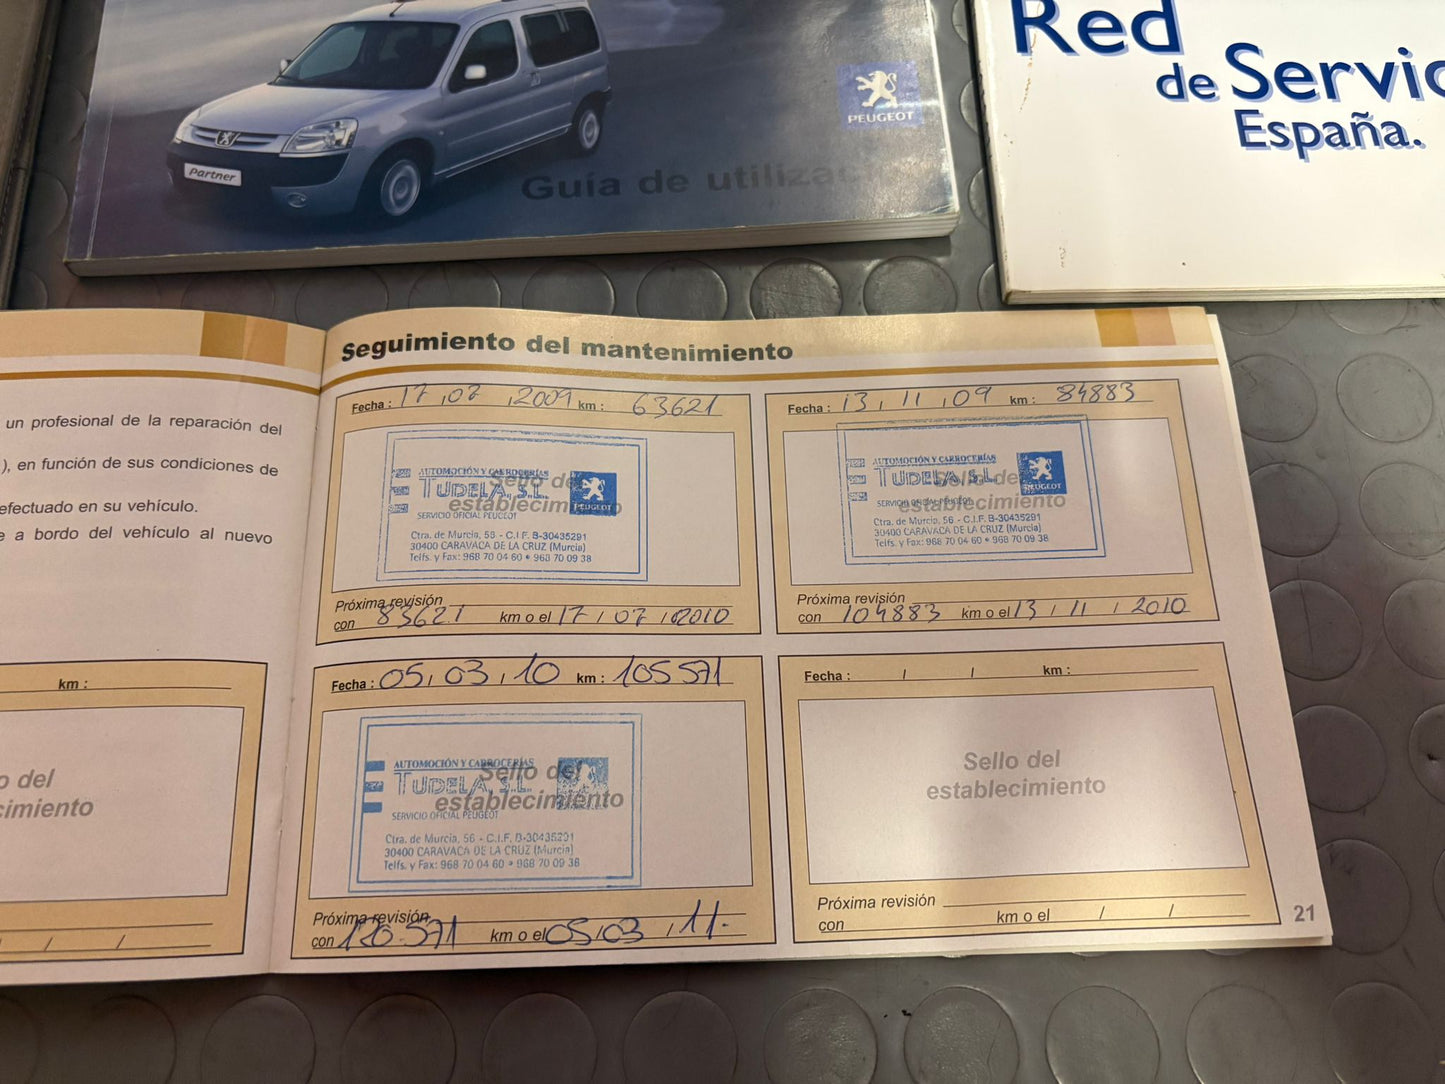 Red
de Servic
España.
PEUGEOT
Partner
Guía de utilizac
un profesional de la reparación del
), en función de sus condiciones de
efectuado en su vehículo.
e a bordo del vehículo al nuevo
km :
o del
cimiento
/ /
Seguimiento del mantenimiento
Fecha : 17 , 07 , 2009 km : 63621
AUTOMOCIÓN Y CARROCERÍAS
TUDELA, S.L.
SERVICIO OFICIAL PEUGEOT
PEUGEOT
Sello del
establecimiento
Ctra. de Murcia, 58 - C.I.F. B-30435291
30400 CARAVACA DE LA CRUZ (Murcia)
Telfs. y Fax: 968 70 04 60 • 968 70 09 38
Próxima revisión
con 83621 km o el 17 / 07 / 2010
Fecha : 13 , 11 , 09 km : 84883
AUTOMOCIÓN Y CARROCERÍAS
TUDELA, S.L.
SERVICIO OFICIAL PEUGEOT
PEUGEOT
Sello del
establecimiento
Ctra. de Murcia, 56 - C.I.F. B-30435291
30400 CARAVACA DE LA CRUZ (Murcia)
Telfs. y Fax: 968 70 04 60 • 968 70 09 38
Próxima revisión
con 104883 km o el 13 / 11 / 2010
Fecha : 05, 03, 10 km : 105571
AUTOMOCIÓN Y CARROCERÍAS
TUDELA, S.L.
SERVICIO OFICIAL PEUGEOT
Sello del
establecimiento
Ctra. de Murcia, 56 - C.I.F. B-30435291
30400 CARAVACA DE LA CRUZ (Murcia)
Telfs. y Fax: 968 70 04 60 • 968 70 09 38
Próxima revisión
con 120.571 km o el 05/03 / 11.
Fecha : / / km :
Sello del
establecimiento
Próxima revisión
con km o el / /
21